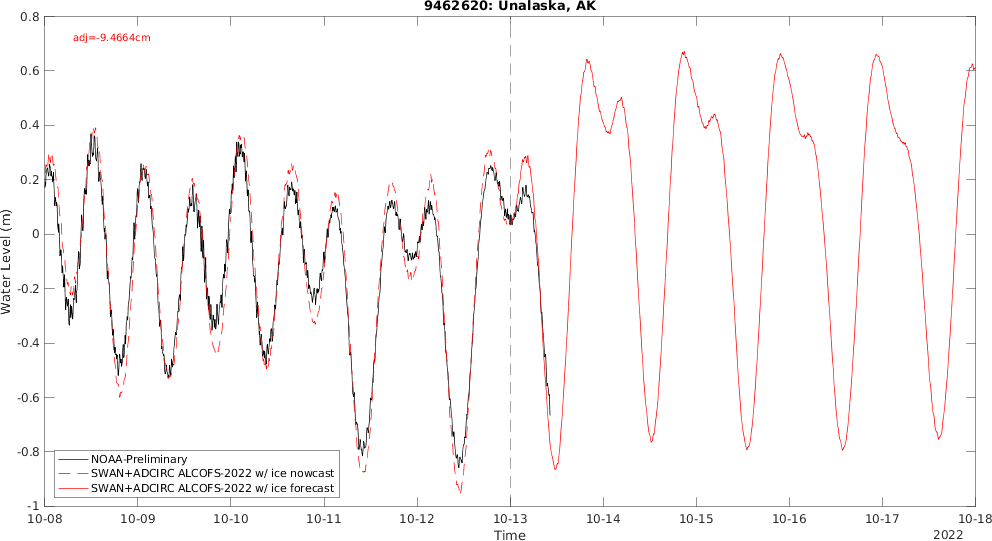 9462620: Unalaska, AK
adj=-9.4664cm
Water Level (m)
0.8
0.6
0.4
0.2
0
-0.2
-0.4
-0.6
-0.8
-1
NOAA-Preliminary
SWAN+ADCIRC ALCOFS-2022 w/ ice nowcast
SWAN+ADCIRC ALCOFS-2022 w/ ice forecast
10-08 10-09 10-10 10-11 10-12 10-13 10-14 10-15 10-16 10-17 10-18
Time
2022